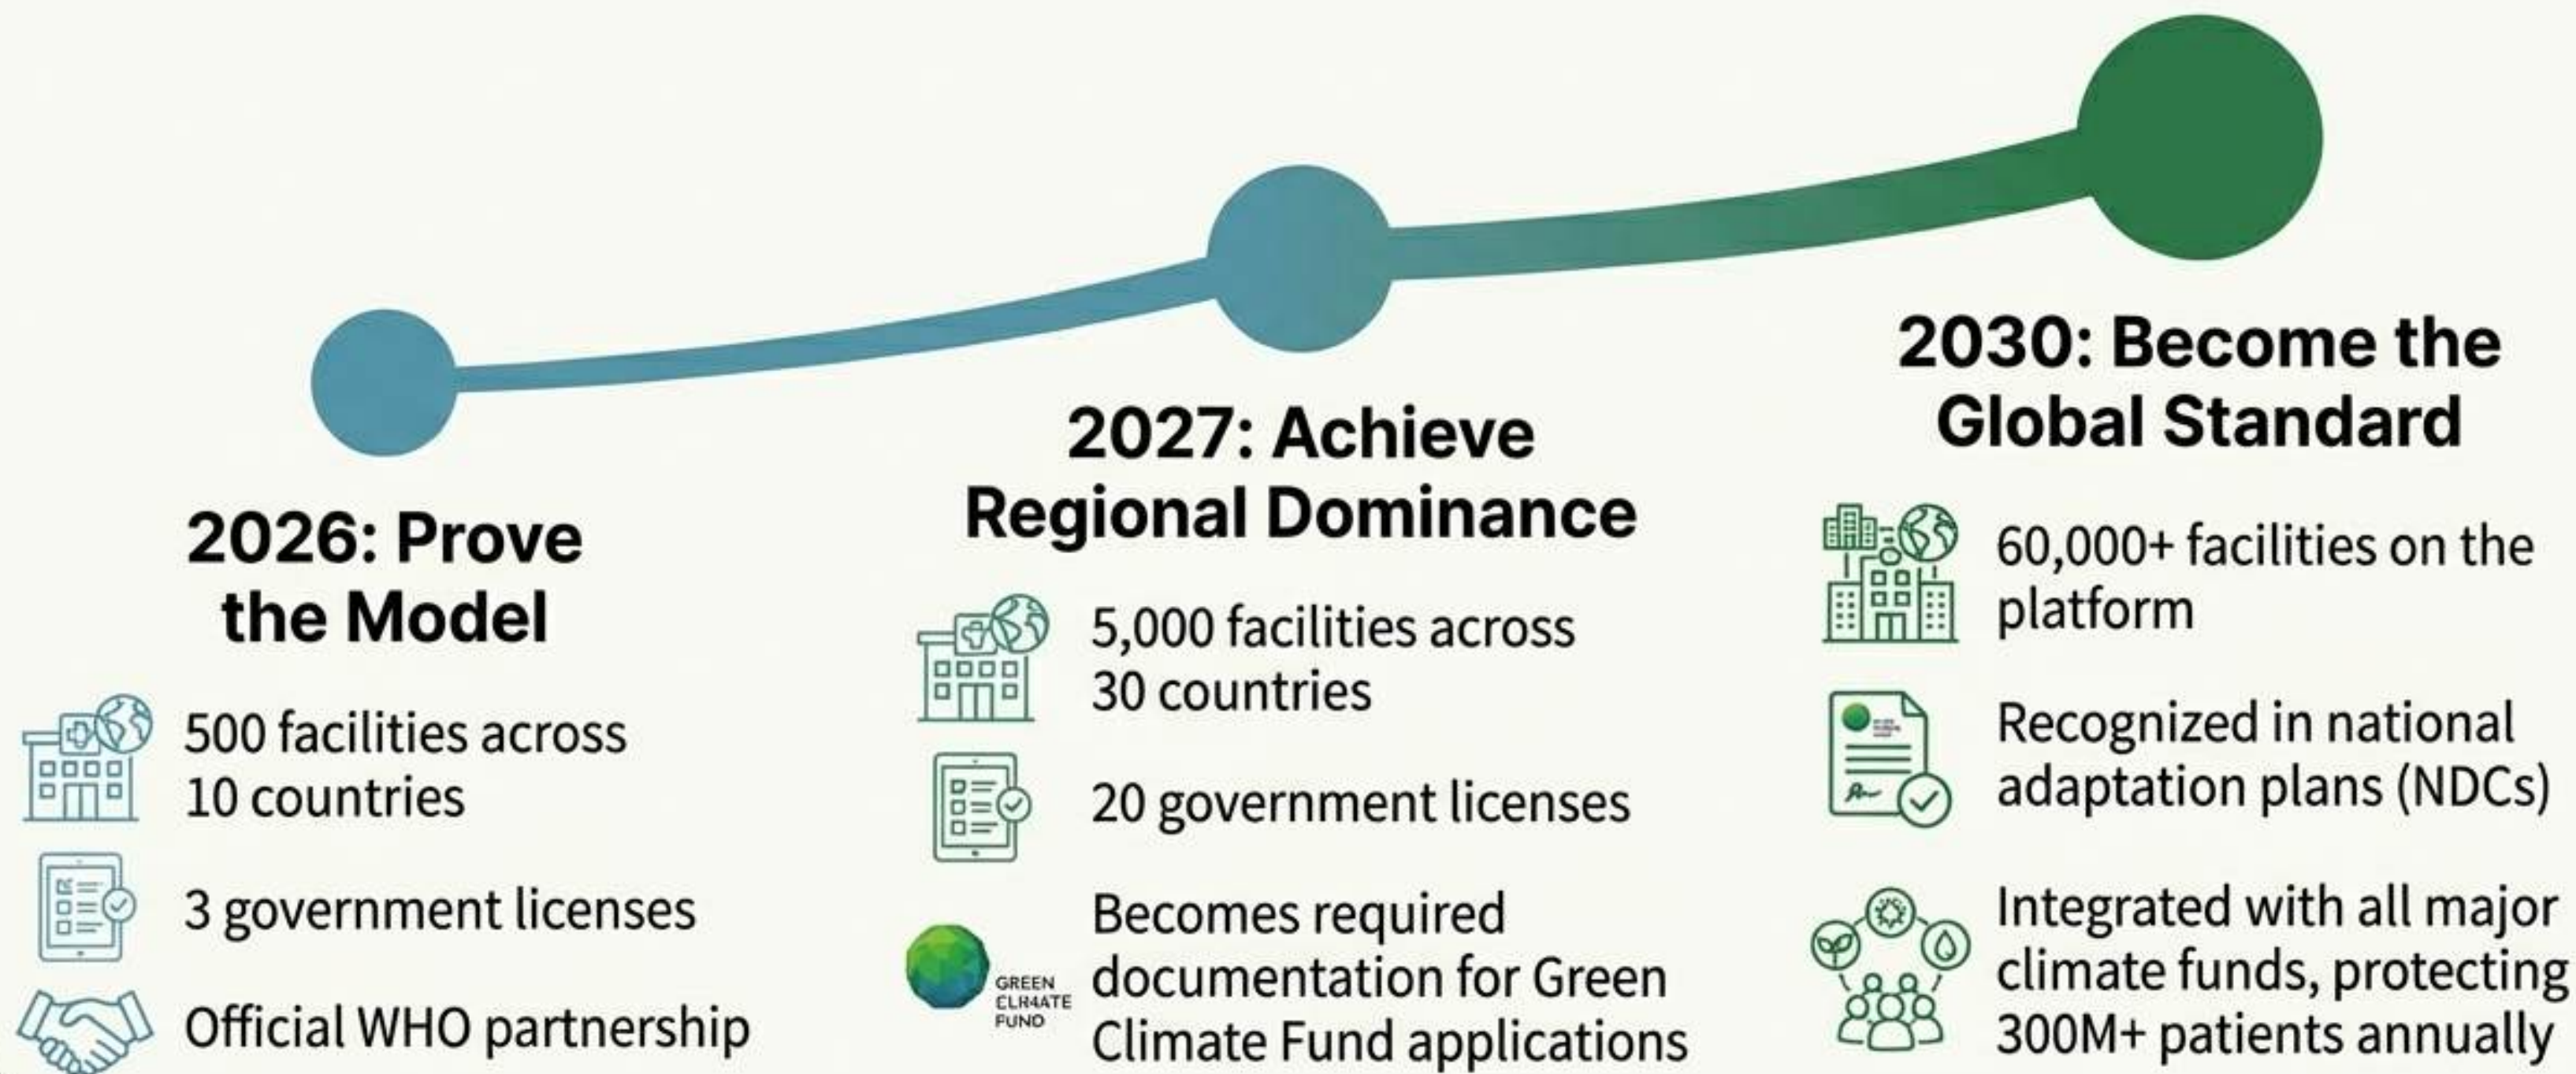 2026: Prove
the Model
500 facilities across
10 countries
3 government licenses
Official WHO partnership
2027: Achieve
Regional Dominance
5,000 facilities across
30 countries
20 government licenses
GREEN
CLR4ATE
FUND
Becomes required
documentation for Green
Climate Fund applications
2030: Become the
Global Standard
60,000+ facilities on the
platform
Recognized in national
adaptation plans (NDCs)
Integrated with all major
climate funds, protecting
300M+ patients annually